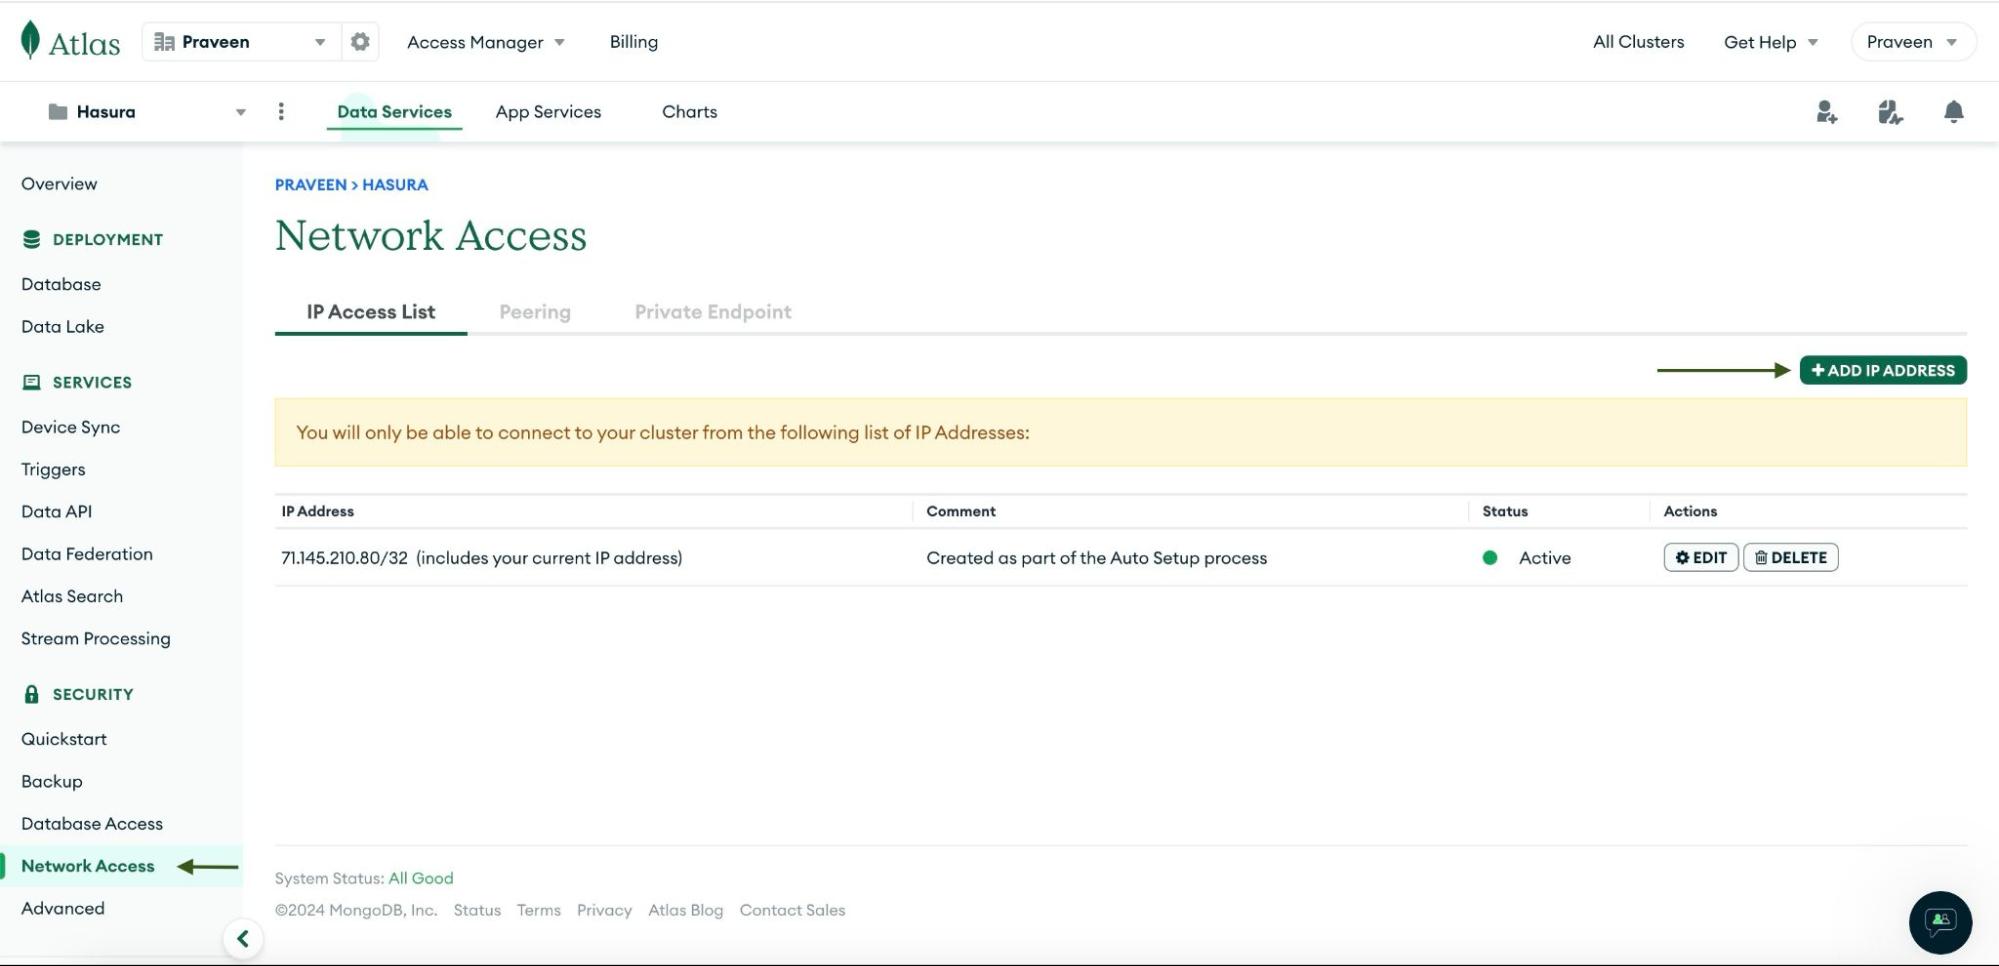 Atlas
Praveen
Access Manager
Billing
All Clusters
Get Help
Praveen
Hasura
Data Services
App Services
Charts
Overview
DEPLOYMENT
Database
Data Lake
SERVICES
Device Sync
Triggers
Data API
Data Federation
Atlas Search
Stream Processing
SECURITY
Quickstart
Backup
Database Access
Network Access
Advanced
PRAVEEN > HASURA
Network Access
IP Access List
Peering
Private Endpoint
+ ADD IP ADDRESS
You will only be able to connect to your cluster from the following list of IP Addresses:
IP Address
Comment
Status
Actions
71.145.210.80/32 (includes your current IP address)
Created as part of the Auto Setup process
Active
EDIT
DELETE
System Status: All Good
©2024 MongoDB, Inc. Status Terms Privacy Atlas Blog Contact Sales